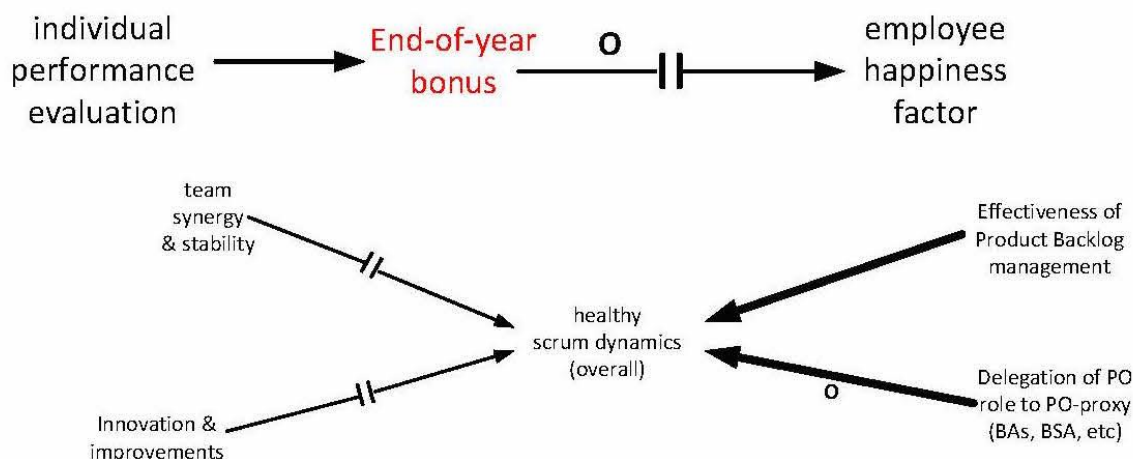 individual
performance
evaluation
End-of-year
bonus
O
employee
happiness
factor
team
synergy
& stability
Effectiveness of
Product Backlog
management
healthy
scrum dynamics
(overall)
Innovation &
improvements
O
Delegation of PO
role to PO-proxy
(BAs, BSA, etc)